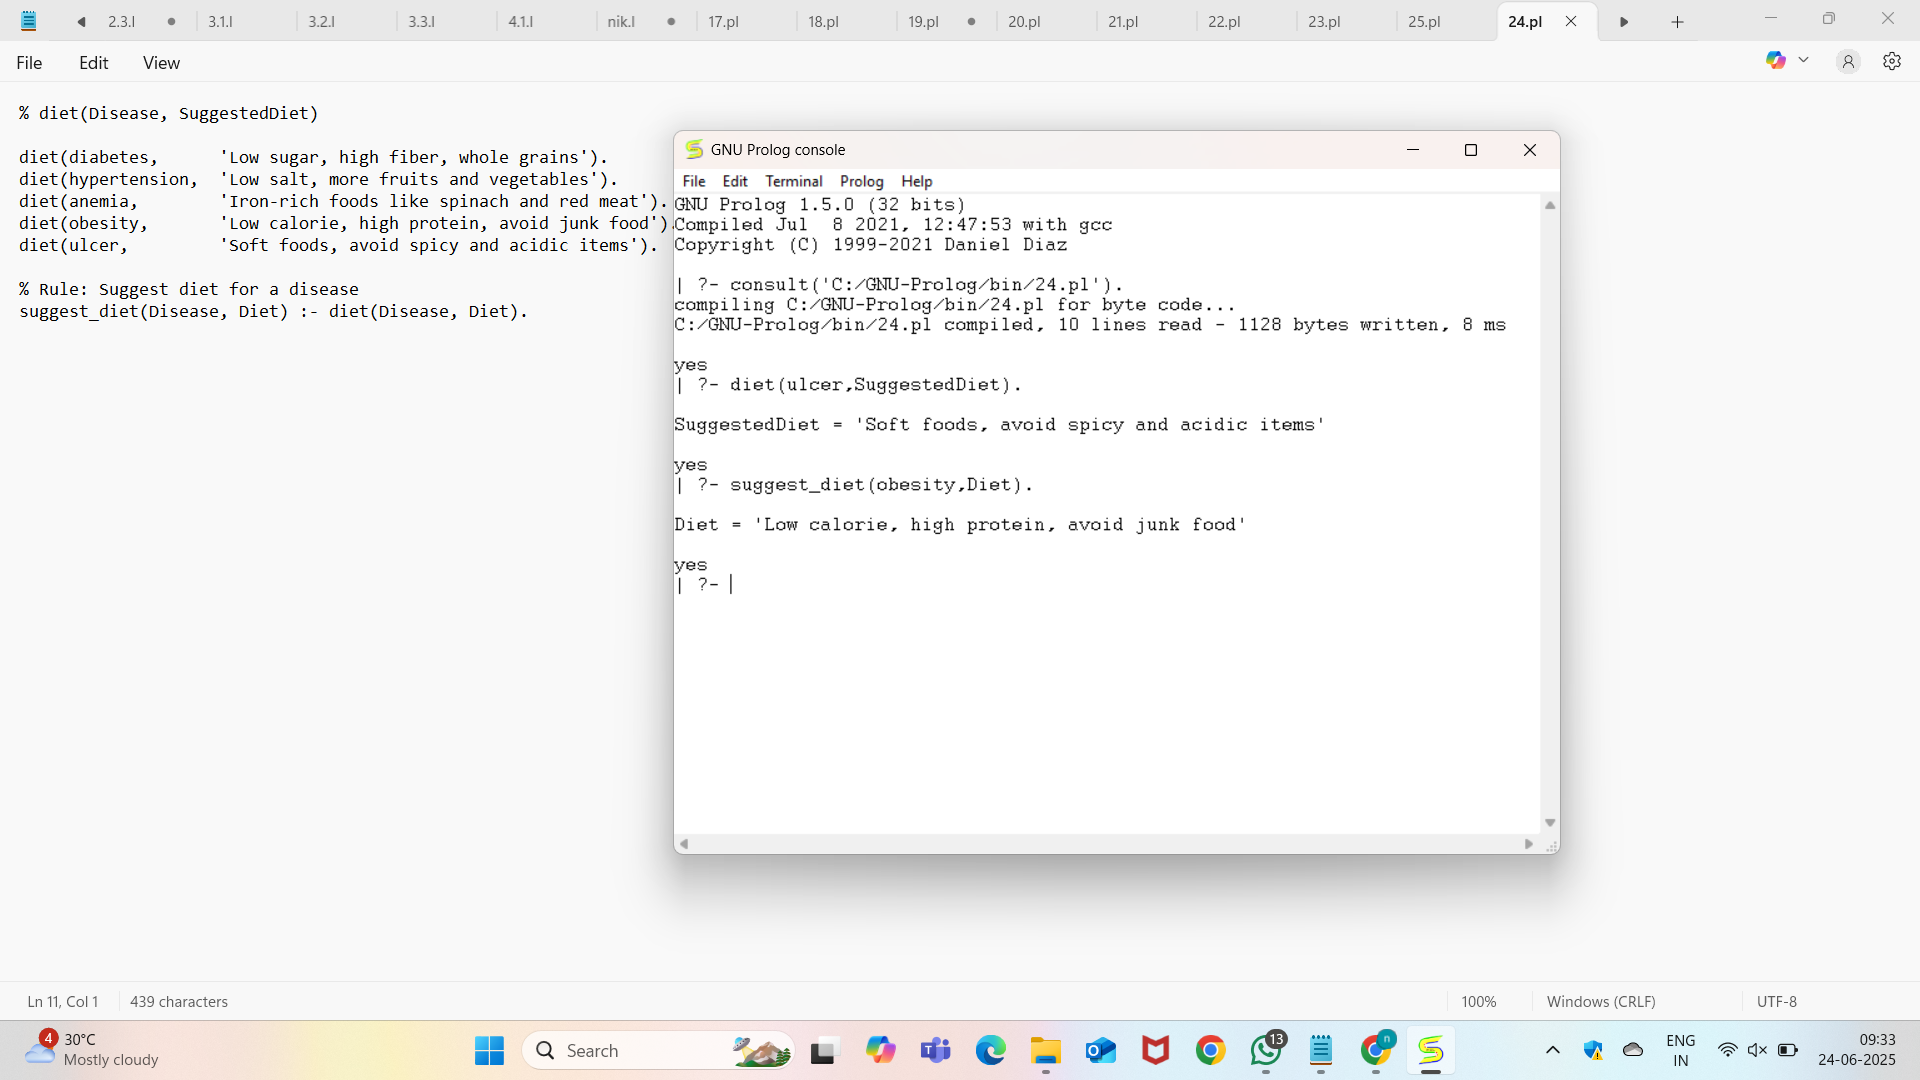 2.3.l 3.1.l 3.2.l 3.3.l 4.1.l nik.l 17.pl 18.pl 19.pl 20.pl 21.pl 22.pl 23.pl 25.pl 24.pl
File Edit View
% diet(Disease, SuggestedDiet)
diet(diabetes, 'Low sugar, high fiber, whole grains').
diet(hypertension, 'Low salt, more fruits and vegetables').
diet(anemia, 'Iron-rich foods like spinach and red meat').
diet(obesity, 'Low calorie, high protein, avoid junk food')
diet(ulcer, 'Soft foods, avoid spicy and acidic items').
% Rule: Suggest diet for a disease
suggest_diet(Disease, Diet) :- diet(Disease, Diet).
GNU Prolog console
File Edit Terminal Prolog Help
GNU Prolog 1.5.0 (32 bits)
Compiled Jul 8 2021, 12:47:53 with gcc
Copyright (C) 1999-2021 Daniel Diaz
| ?- consult('C:/GNU-Prolog/bin/24.pl').
compiling C:/GNU-Prolog/bin/24.pl for byte code...
C:/GNU-Prolog/bin/24.pl compiled, 10 lines read - 1128 bytes written, 8 ms
yes
| ?- diet(ulcer,SuggestedDiet).
SuggestedDiet = 'Soft foods, avoid spicy and acidic items'
yes
| ?- suggest_diet(obesity,Diet).
Diet = 'Low calorie, high protein, avoid junk food'
yes
| ?-
Ln 11, Col 1 439 characters 100% Windows (CRLF) UTF-8
4 30°C
Mostly cloudy
Search
13
n
ENG
IN
09:33
24-06-2025